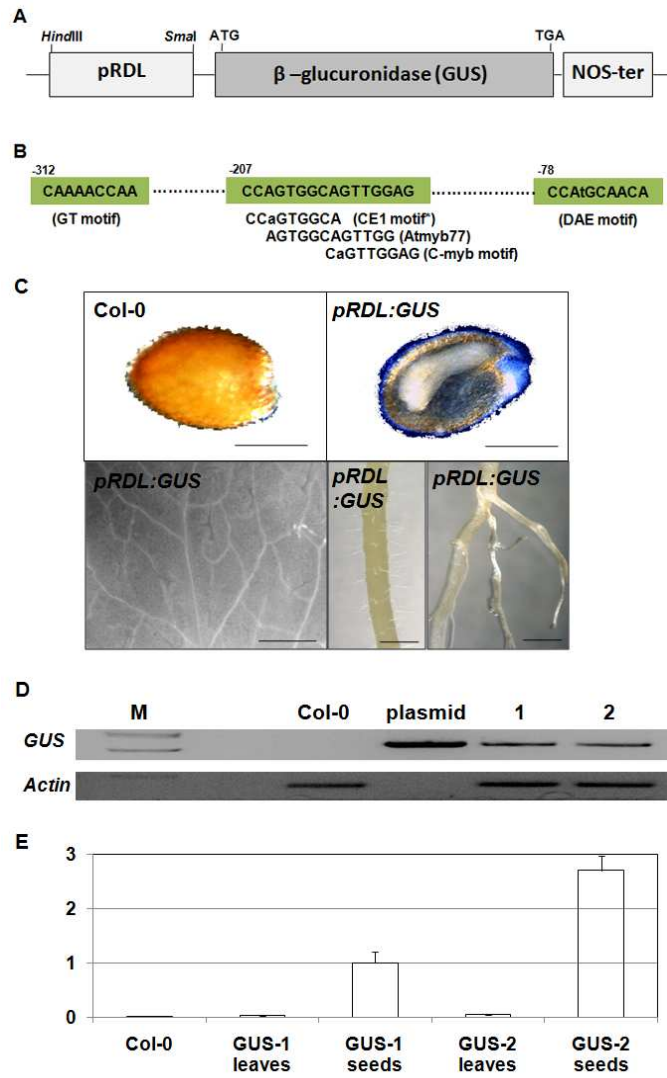 A
HindIII SmaI ATG TGA
pRDL β –glucuronidase (GUS) NOS-ter
B
-312 -207 -78
CAAAACCAA CCAGTGGCAGTTGGAG CCAtGCAACA
(GT motif) CCaGTGGCA (CE1 motif*) (DAE motif)
AGTGGCAGTTGG (Atmyb77)
CaGTTGGAG (C-myb motif)
C
Col-0 pRDL:GUS
pRDL:GUS pRDL pRDL:GUS
:GUS
D
M Col-0 plasmid 1 2
GUS
Actin
E
3
2
1
0
Col-0 GUS-1 GUS-1 GUS-2 GUS-2
leaves seeds leaves seeds